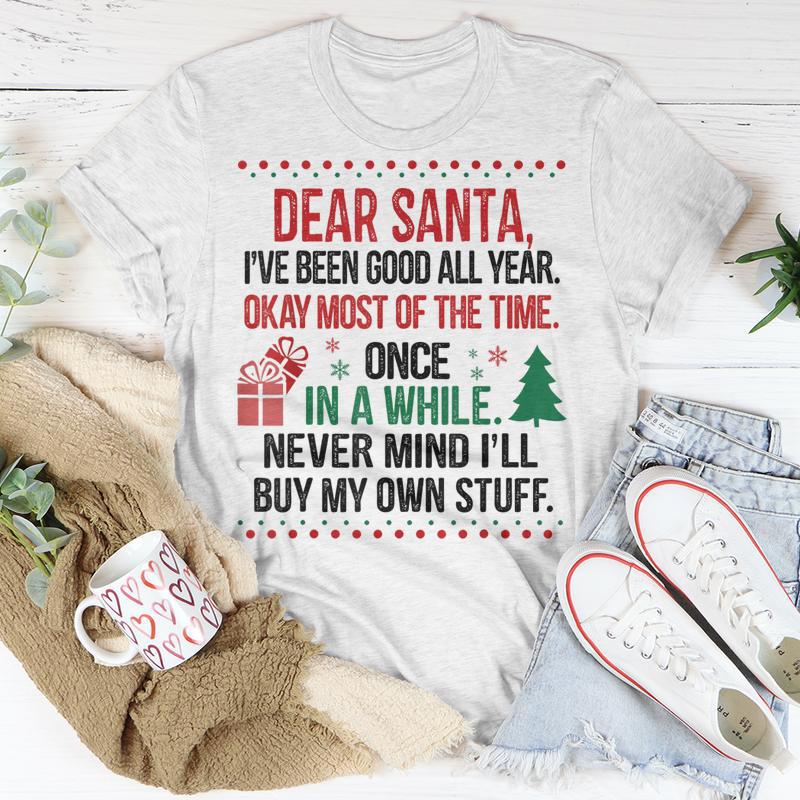 DEAR SANTA,
I'VE BEEN GOOD ALL YEAR.
OKAY MOST OF THE TIME.
ONCE
IN A WHILE.
NEVER MIND I'LL
BUY MY OWN STUFF.